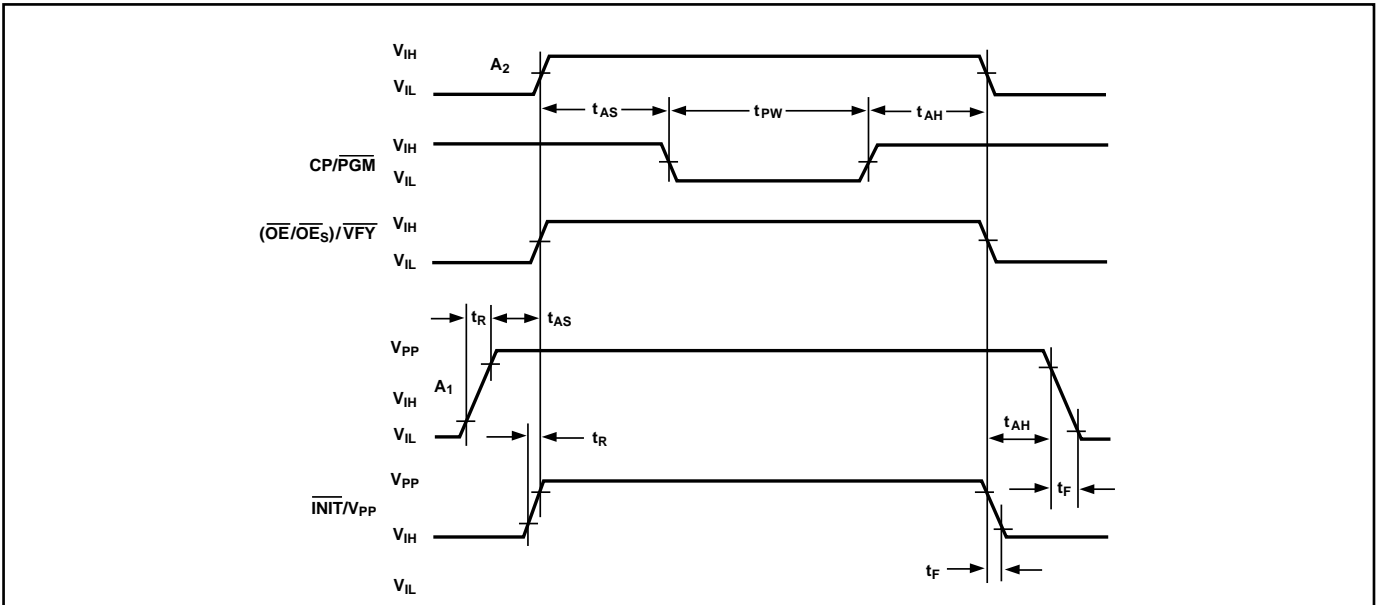 VIH
A2
VIL
tAS
tPW
tAH
VIH
CP/PGM
VIL
VIH
(OE/OES)/VFY
VIL
tR
tAS
VPP
A1
VIH
tAH
VIL
tR
VPP
tF
INIT/VPP
VIH
tF
VIL